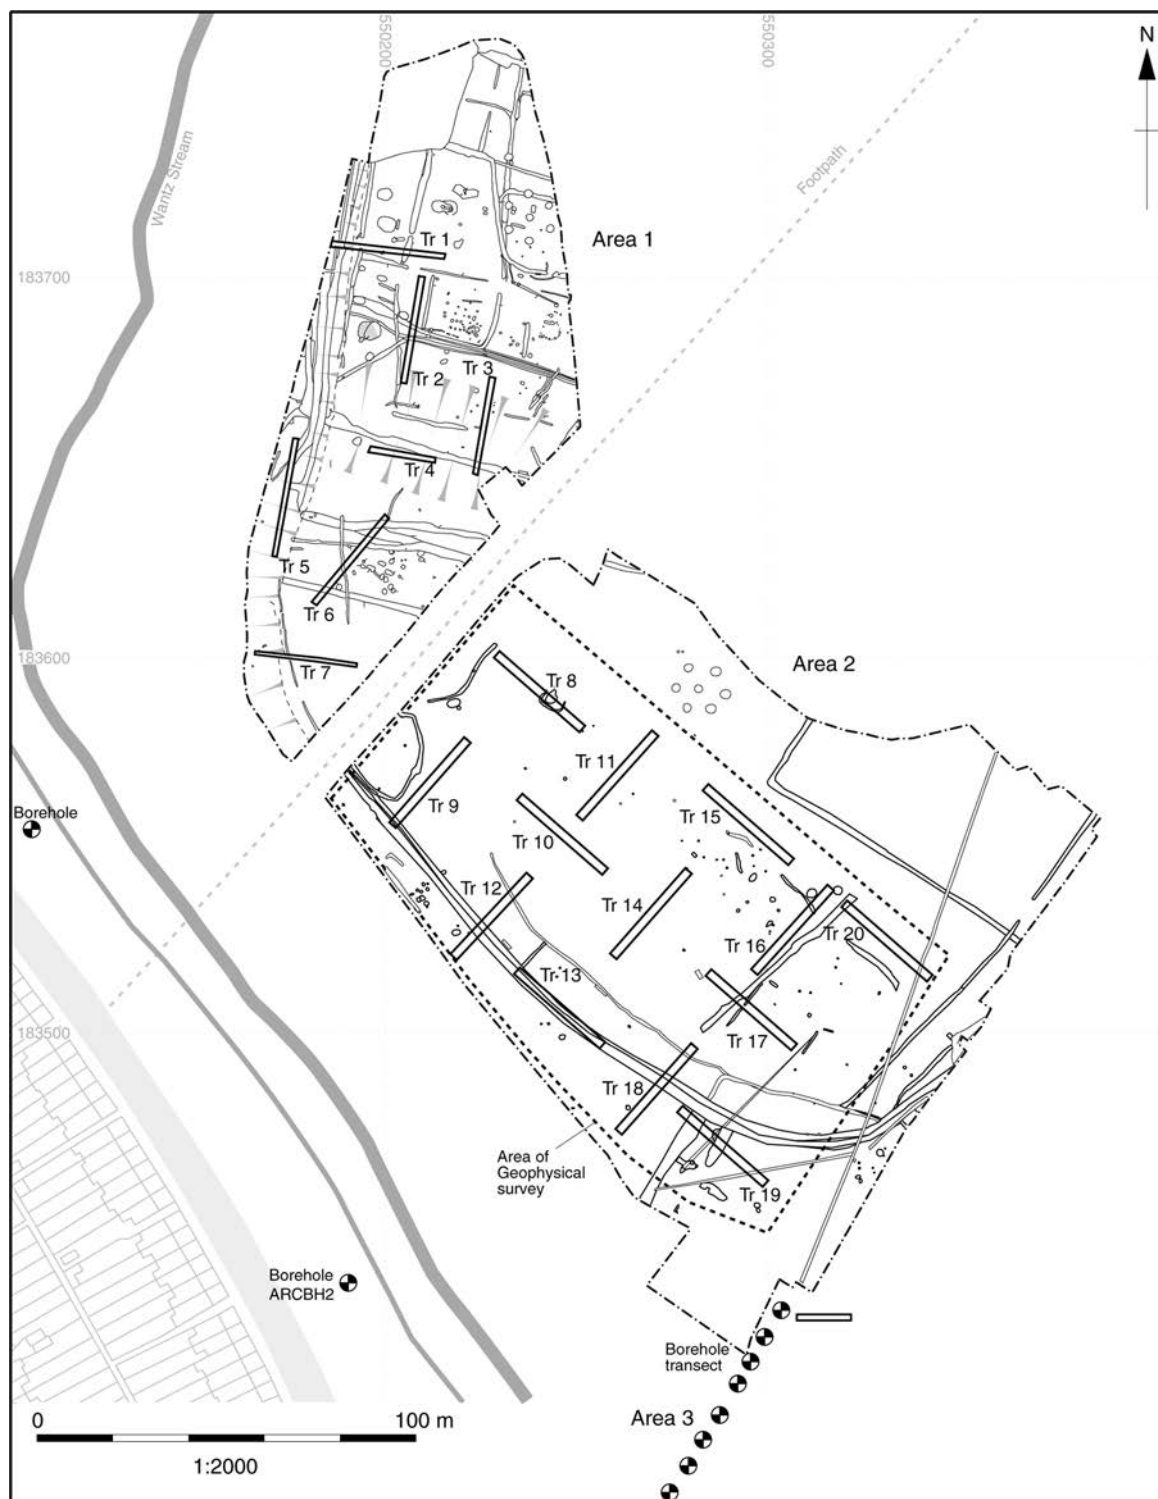 550200
550300
N
Wantz Stream
Footpath
Area 1
Tr 1
183700
Tr 2
Tr 3
Tr 4
Tr 5
Tr 6
Tr 7
183600
Area 2
Tr 8
Tr 11
Tr 9
Tr 15
Borehole
Tr 10
Tr 12
Tr 14
Tr 16
Tr 20
Tr 13
183500
Tr 17
Tr 18
Area of
Geophysical
survey
Tr 19
Borehole
ARCBH2
Borehole
transect
Area 3
0
100 m
1:2000